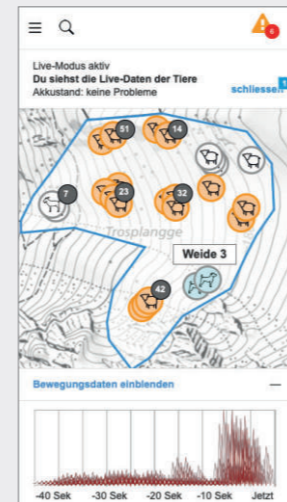 6
Live-Modus aktiv
Du siehst die Live-Daten der Tiere
Akkustand: keine Probleme
schliessen
1
51
14
7
23
32
Trosplangge
Weide 3
42
Bewegungsdaten einblenden
-40 Sek -30 Sek -20 Sek -10 Sek Jetzt